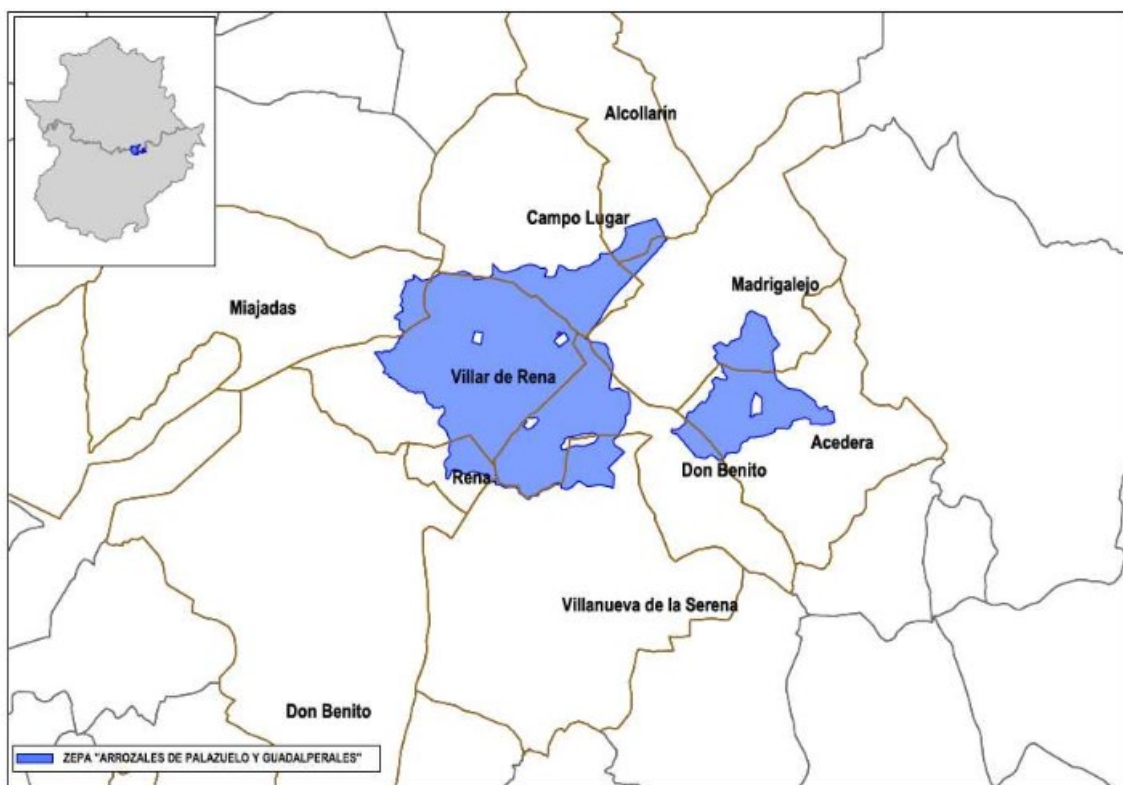 Alcollarín
Campo Lugar
Madrigalejo
Miajadas
Villar de Rena
Acedera
Don Benito
Rena
Villanueva de la Serena
Don Benito
ZEPA "ARROZALES DE PALAZUELO Y GUADALPERALES"